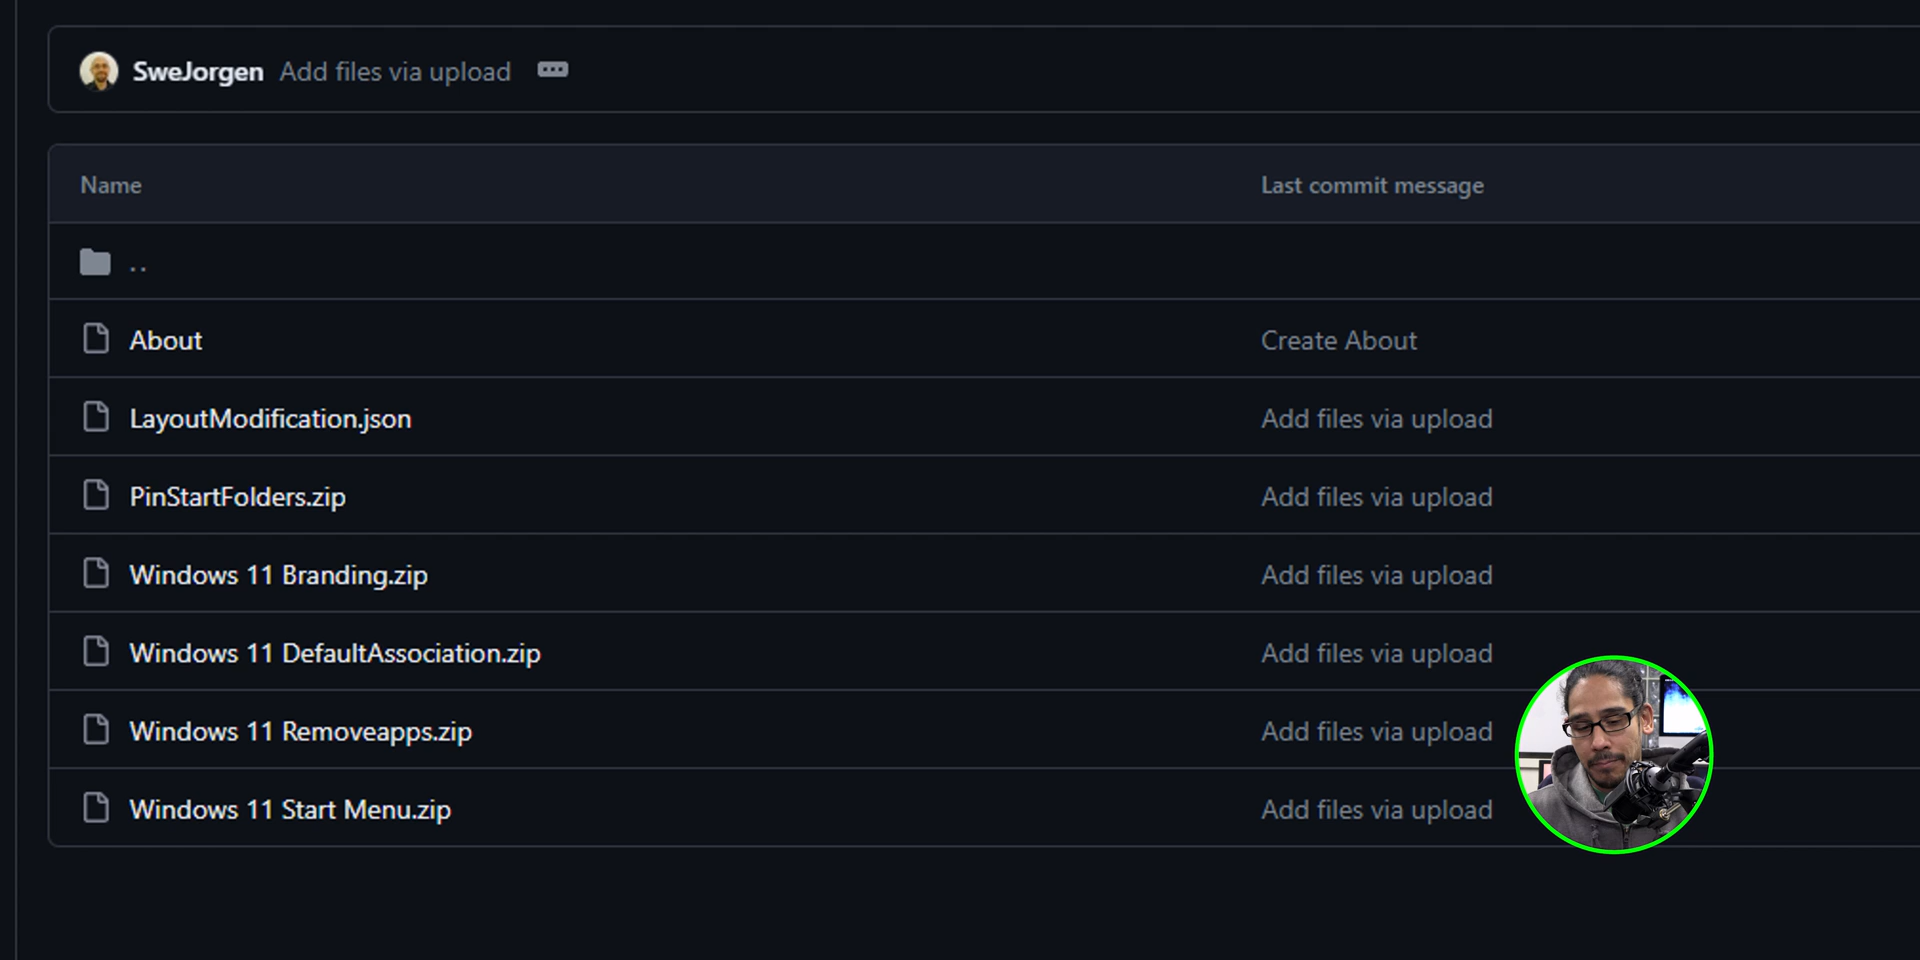 SweJorgen Add files via upload
Name Last commit message
..
About Create About
LayoutModification.json Add files via upload
PinStartFolders.zip Add files via upload
Windows 11 Branding.zip Add files via upload
Windows 11 DefaultAssociation.zip Add files via upload
Windows 11 Removeapps.zip Add files via upload
Windows 11 Start Menu.zip Add files via upload